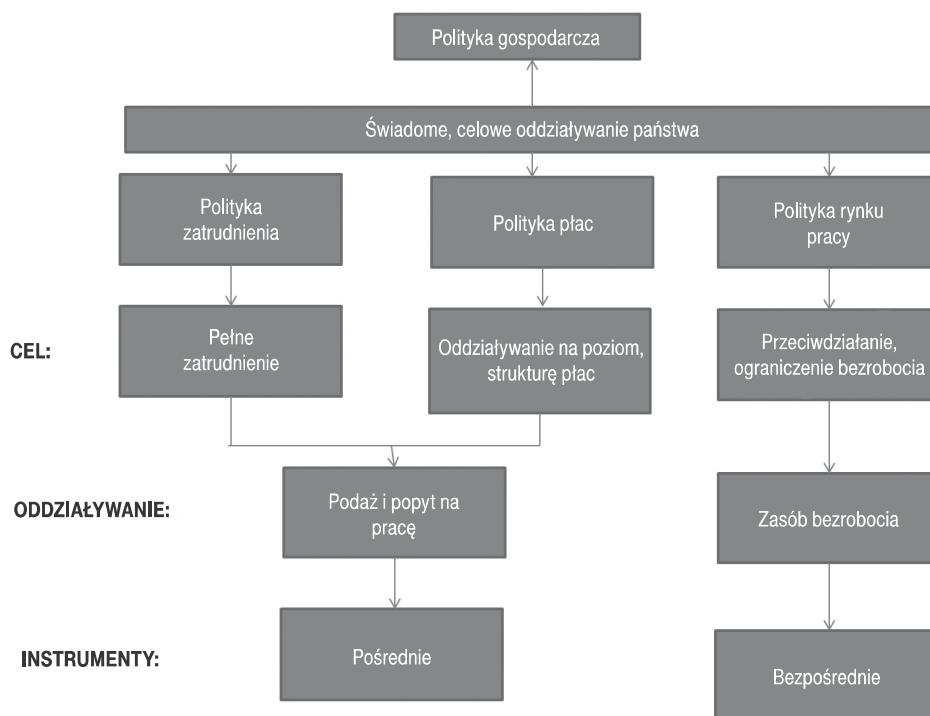 Polityka gospodarcza
Świadome, celowe oddziaływanie państwa
Polityka
zatrudnienia
Polityka płac
Polityka rynku
pracy
CEL:
Pełne
zatrudnienie
Oddziaływanie na poziom,
strukturę płac
Przeciwdziałanie,
ograniczenie bezrobocia
ODDZIAŁYWANIE:
Podaż i popyt na
pracę
Zasób bezrobocia
INSTRUMENTY:
Pośrednie
Bezpośrednie